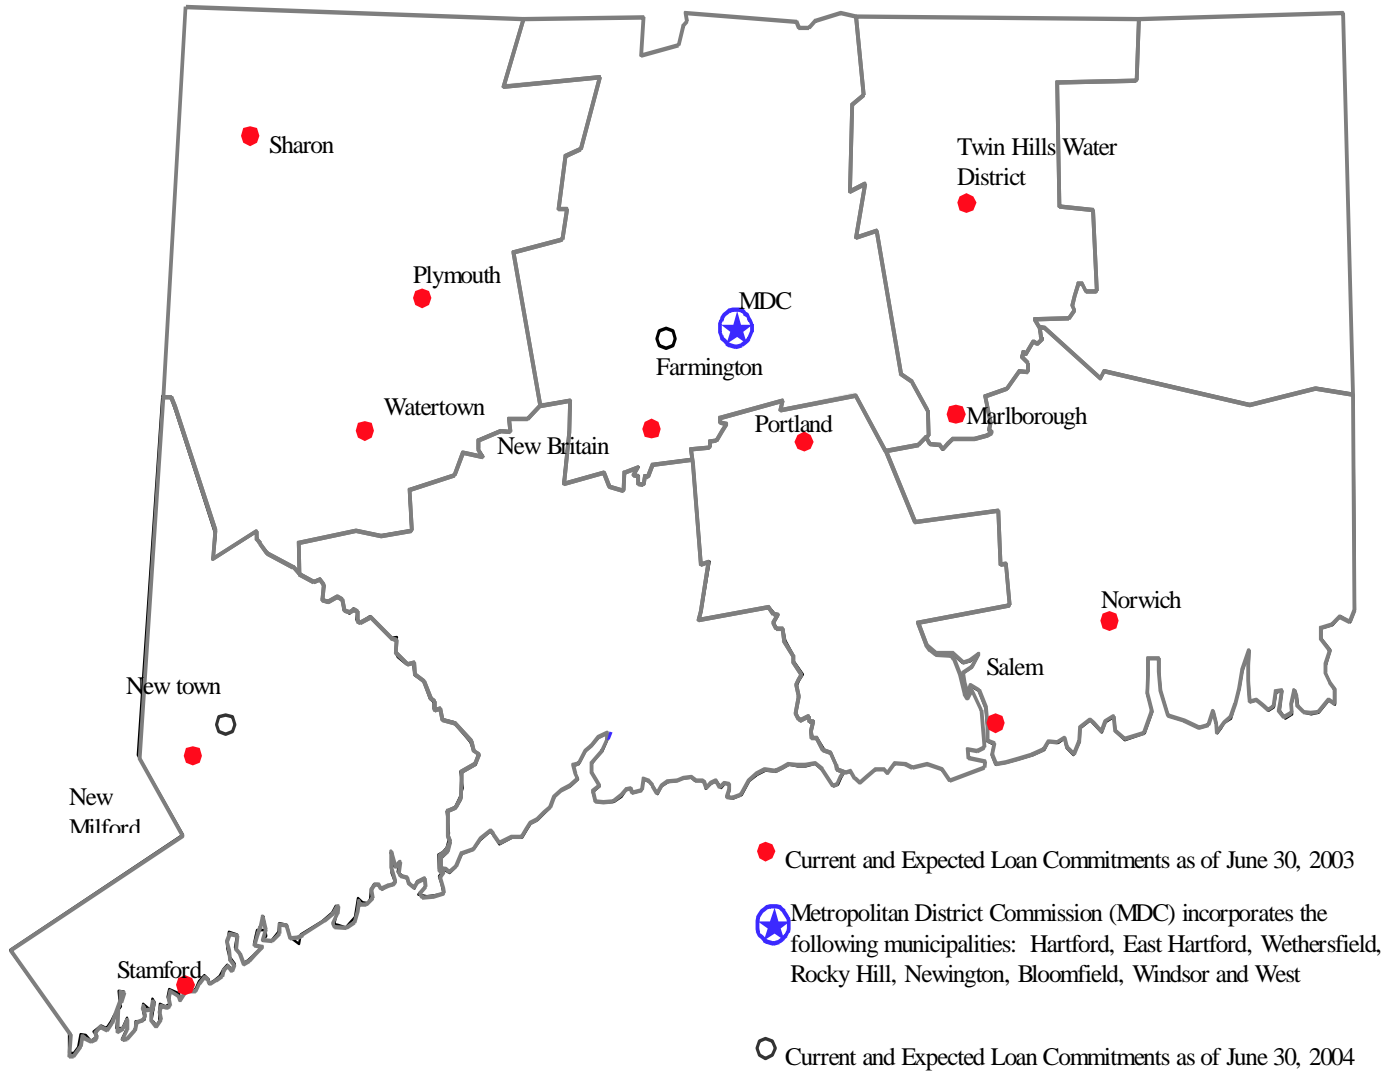 Sharon
Twin Hills Water
District
Plymouth
MDC
Farmington
Watertown
New Britain
Portland
Marlborough
Norwich
Salem
New town
New
Milford
Stamford
Current and Expected Loan Commitments as of June 30, 2003
Metropolitan District Commission (MDC) incorporates the
following municipalities: Hartford, East Hartford, Wethersfield,
Rocky Hill, Newington, Bloomfield, Windsor and West
Current and Expected Loan Commitments as of June 30, 2004